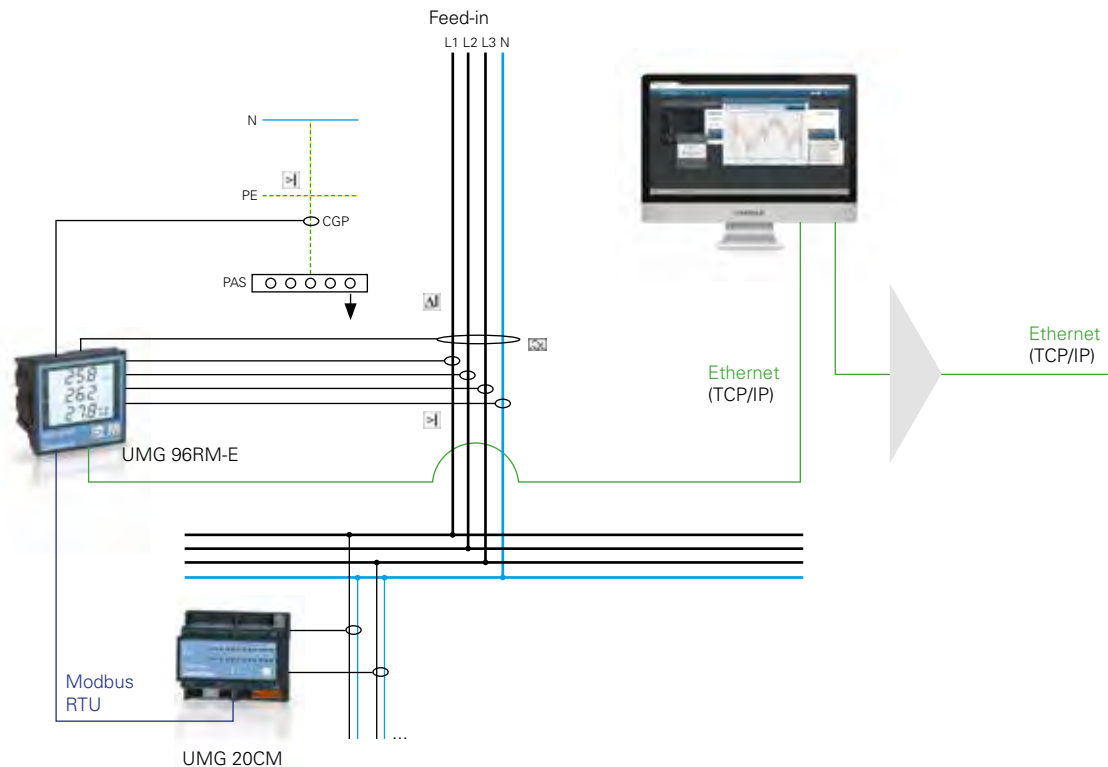 Feed-in
L1 L2 L3 N
N
PE
CGP
PAS
258
262
278
UMG 96RM-E
Ethernet
(TCP/IP)
Ethernet
(TCP/IP)
Modbus
RTU
...
UMG 20CM